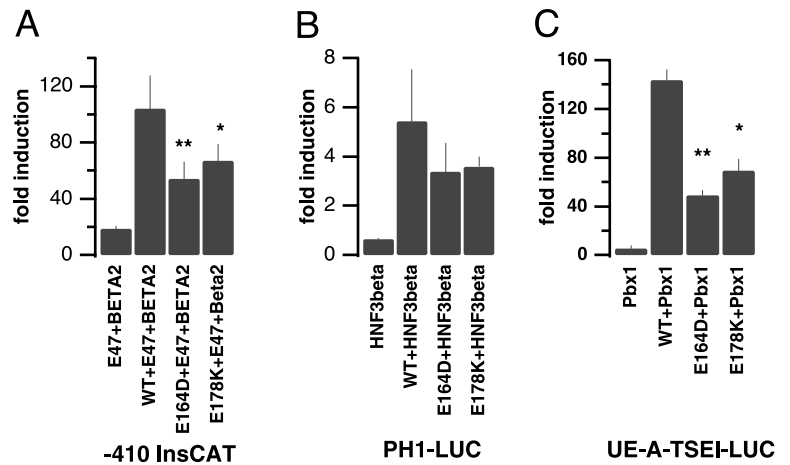 A
fold induction
120
80
40
0
**
*
E47+BETA2
WT+E47+BETA2
E164D+E47+BETA2
E178K+E47+Beta2
-410 InsCAT
B
fold induction
8
6
4
2
0
HNF3beta
WT+HNF3beta
E164D+HNF3beta
E178K+HNF3beta
PH1-LUC
C
fold induction
160
120
80
40
0
**
*
Pbx1
WT+Pbx1
E164D+Pbx1
E178K+Pbx1
UE-A-TSEI-LUC